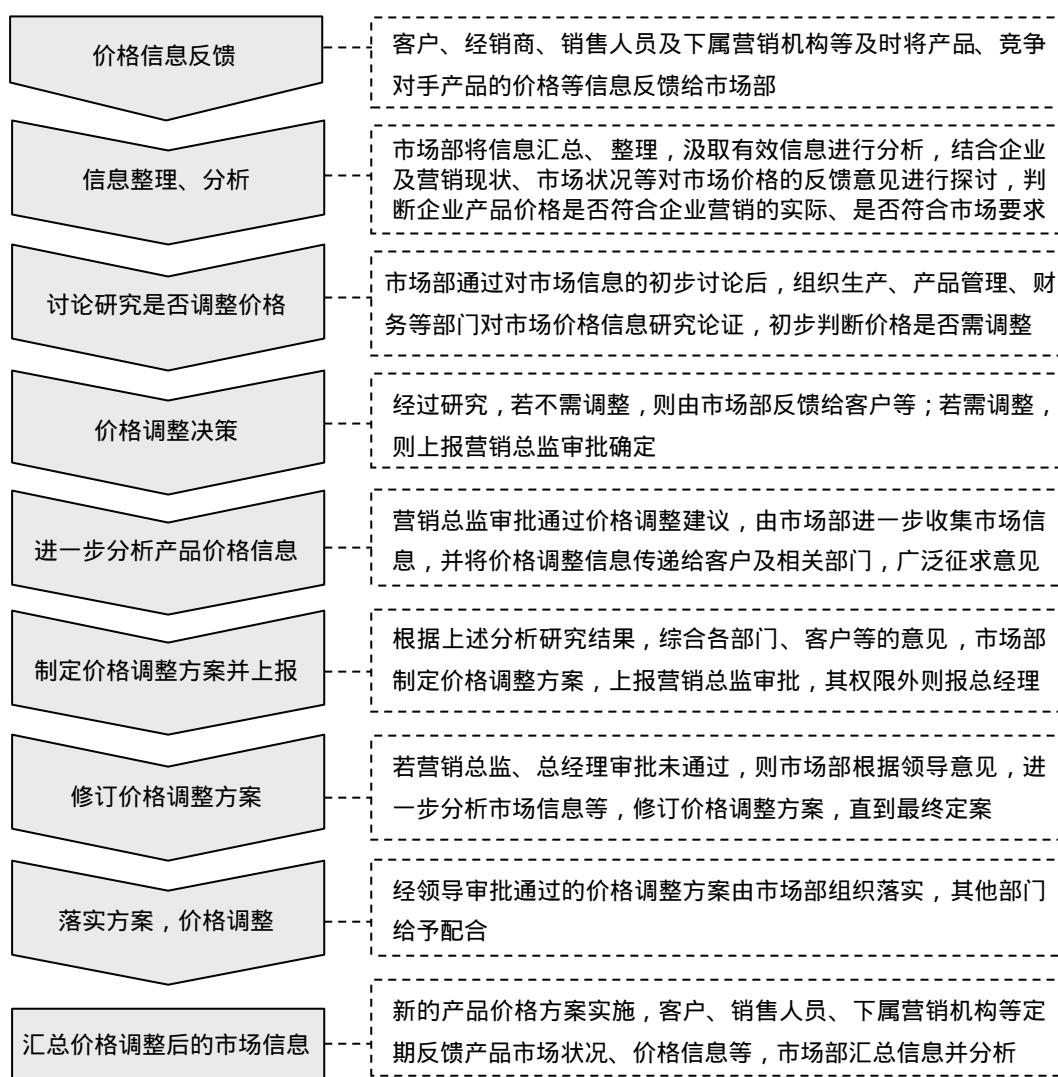 价格信息反馈
客户、经销商、销售人员及下属营销机构等及时将产品、竞争
对手产品的价格等信息反馈给市场部
信息整理、分析
市场部将信息汇总、整理，汲取有效信息进行分析，结合企业
及营销现状、市场状况等对市场价格的反馈意见进行探讨，判
断企业产品价格是否符合企业营销的实际、是否符合市场要求
讨论研究是否调整价格
市场部通过对市场信息的初步讨论后，组织生产、产品管理、财
务等部门对市场价格信息研究论证，初步判断价格是否需调整
价格调整决策
经过研究，若不需调整，则由市场部反馈给客户等；若需调整，
则上报营销总监审批确定
进一步分析产品价格信息
营销总监审批通过价格调整建议，由市场部进一步收集市场信
息，并将价格调整信息传递给客户及相关部门，广泛征求意见
制定价格调整方案并上报
根据上述分析研究结果，综合各部门、客户等的意见，市场部
制定价格调整方案，上报营销总监审批，其权限外则报总经理
修订价格调整方案
若营销总监、总经理审批未通过，则市场部根据领导意见，进
一步分析市场信息等，修订价格调整方案，直到最终定案
落实方案，价格调整
经领导审批通过的价格调整方案由市场部组织落实，其他部门
给予配合
汇总价格调整后的市场信息
新的产品价格方案实施，客户、销售人员、下属营销机构等定
期反馈产品市场状况、价格信息等，市场部汇总信息并分析